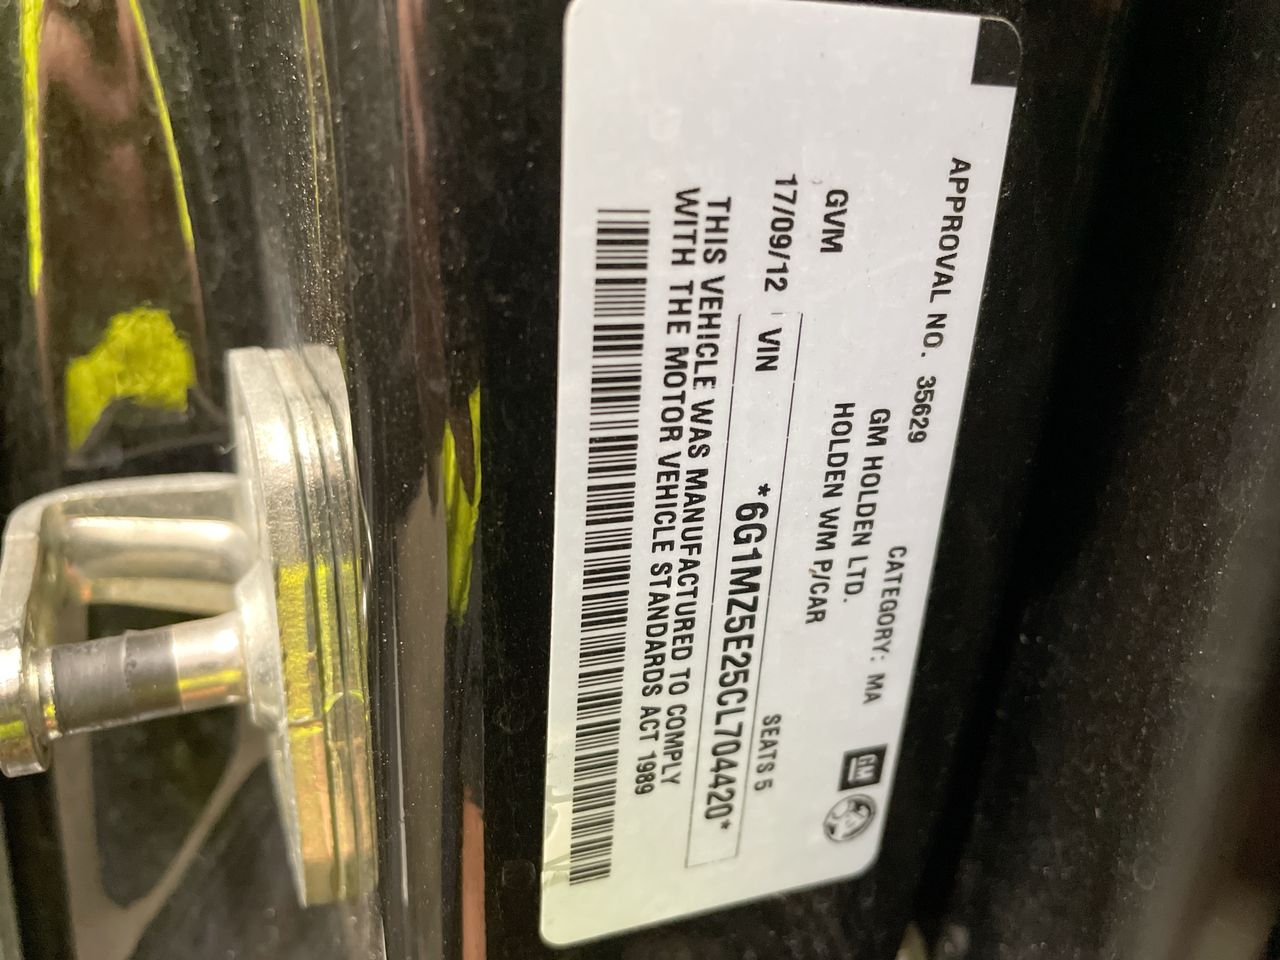 APPROVAL NO. 35629
CATEGORY: MA
GM
GM HOLDEN LTD.
HOLDEN WM P/CAR
GVM
SEATS 5
17/09/12 VIN *6G1MZ5E25CL704420*
THIS VEHICLE WAS MANUFACTURED TO COMPLY
WITH THE MOTOR VEHICLE STANDARDS ACT 1989